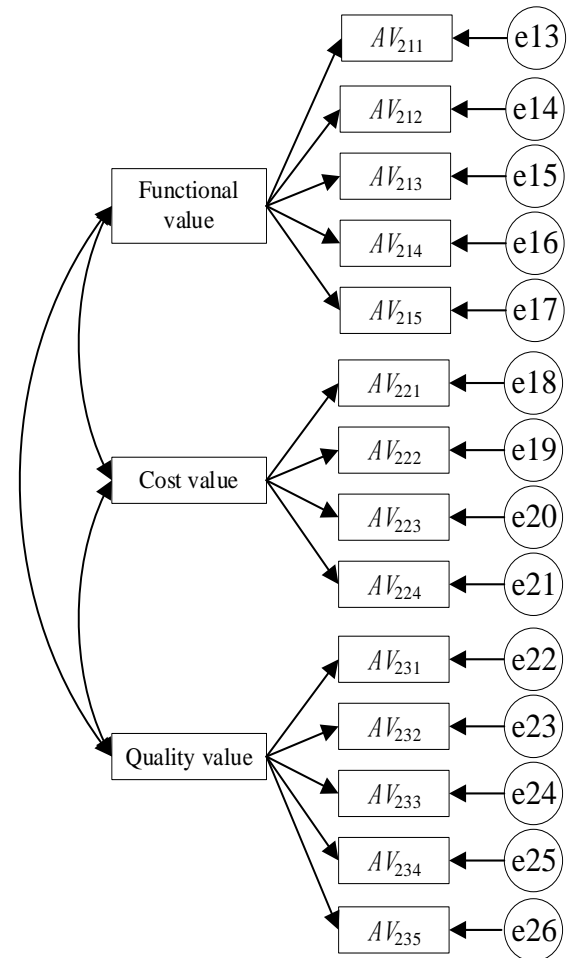 AV211
e13
AV212
e14
Functional
value
AV213
e15
AV214
e16
AV215
e17
AV221
e18
AV222
e19
Cost value
AV223
e20
AV224
e21
AV231
e22
AV232
e23
Quality value
AV233
e24
AV234
e25
AV235
e26